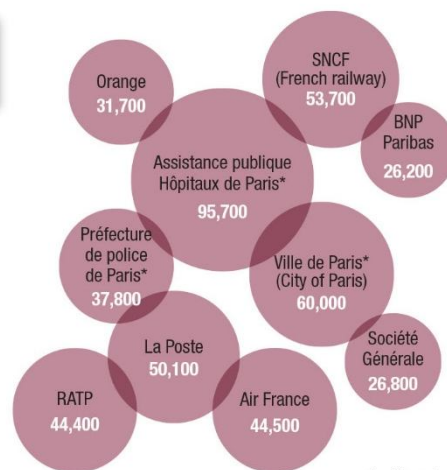 Orange
31,700
SNCF
(French railway)
53,700
BNP
Paribas
26,200
Assistance publique
Hôpitaux de Paris*
95,700
Préfecture
de police
de Paris*
37,800
Ville de Paris*
(City of Paris)
60,000
La Poste
50,100
Société
Générale
26,800
RATP
44,400
Air France
44,500